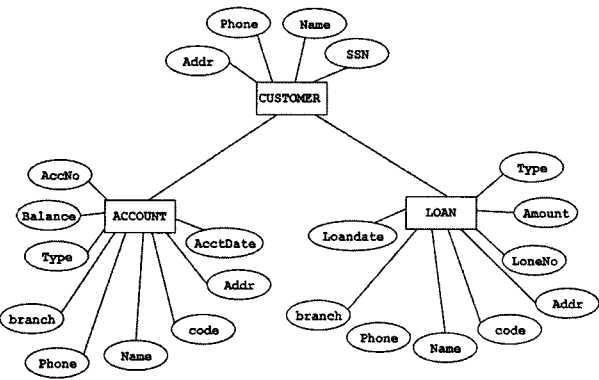 Phone
Name
Addr
SSN
CUSTOMER
AccNo
Balance
ACCOUNT
Type
AcctDate
Addr
branch
Phone
Name
code
Type
LOAN
Amount
Loandate
LoneNo
Addr
branch
Phone
Name
code